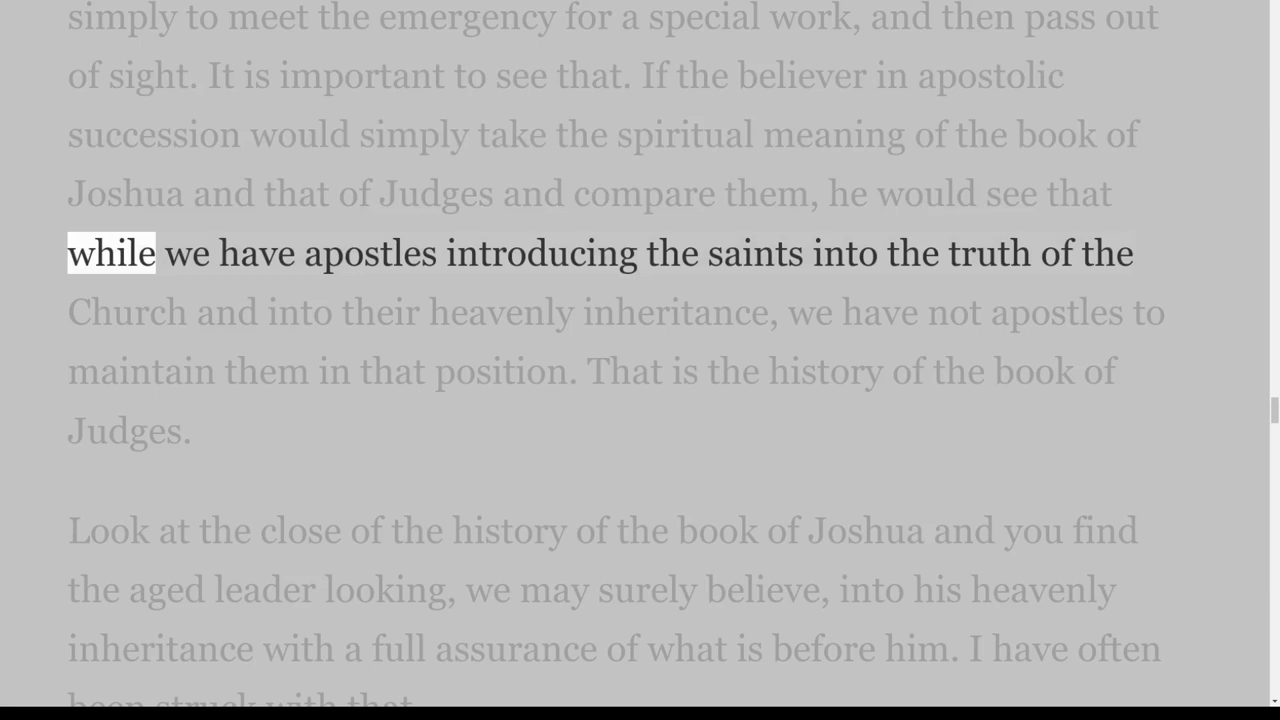 simply to meet the emergency for a special work, and then pass out
of sight. It is important to see that. If the believer in apostolic
succession would simply take the spiritual meaning of the book of
Joshua and that of Judges and compare them, he would see that
while we have apostles introducing the saints into the truth of the
Church and into their heavenly inheritance, we have not apostles to
maintain them in that position. That is the history of the book of
Judges.
Look at the close of the history of the book of Joshua and you find
the aged leader looking, we may surely believe, into his heavenly
inheritance with a full assurance of what is before him. I have often
been struck with that